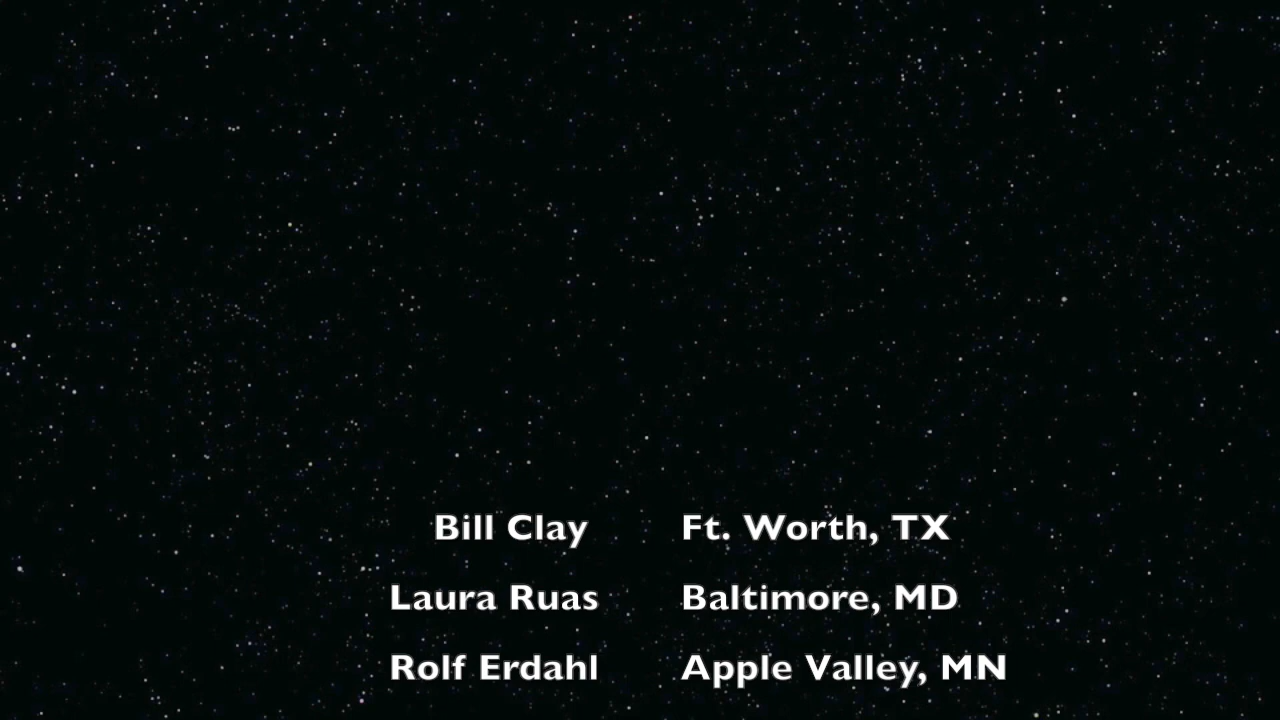 Bill Clay Ft. Worth, TX
Laura Ruas Baltimore, MD
Rolf Erdahl Apple Valley, MN